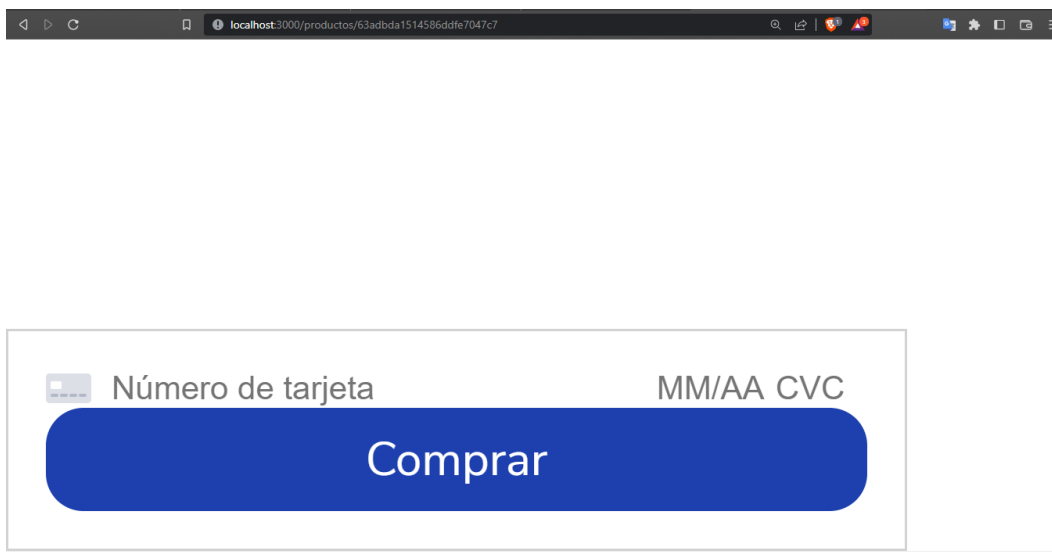 localhost:3000/productos/63adbda1514586ddfe7047c7
Número de tarjeta MM/AA CVC
Comprar